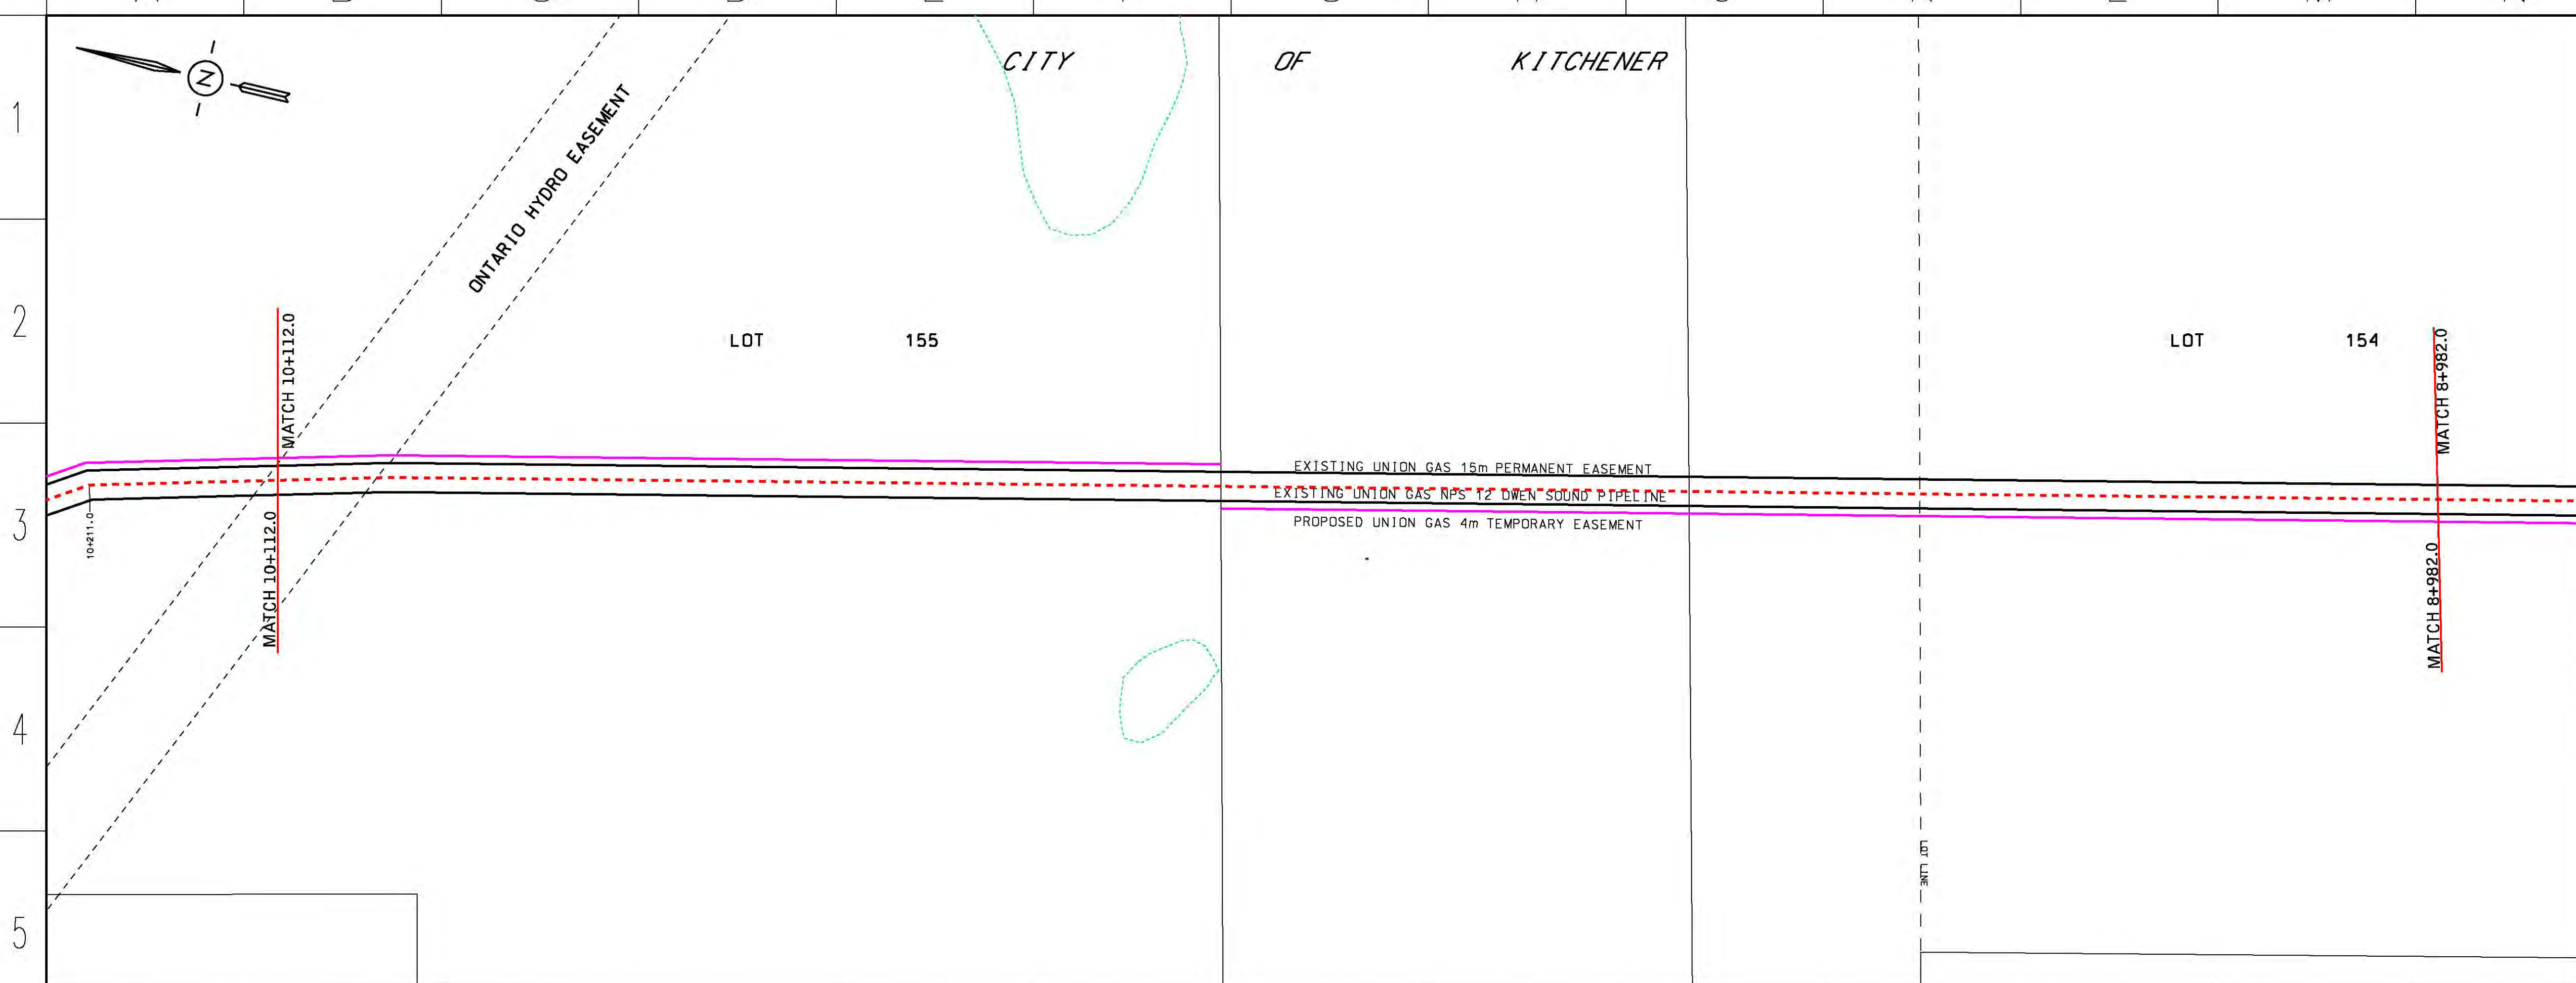 CITY OF KITCHENER
Z
1
ONTARIO HYDRO EASEMENT
2
MATCH 10+112.0
LOT 155
LOT 154
MATCH 8+982.0
EXISTING UNION GAS 15m PERMANENT EASEMENT
EXISTING UNION GAS NPS 12 OWEN SOUND PIPELINE
PROPOSED UNION GAS 4m TEMPORARY EASEMENT
3
10+211.0
MATCH 10+112.0
MATCH 8+982.0
4
LOT LINE
5